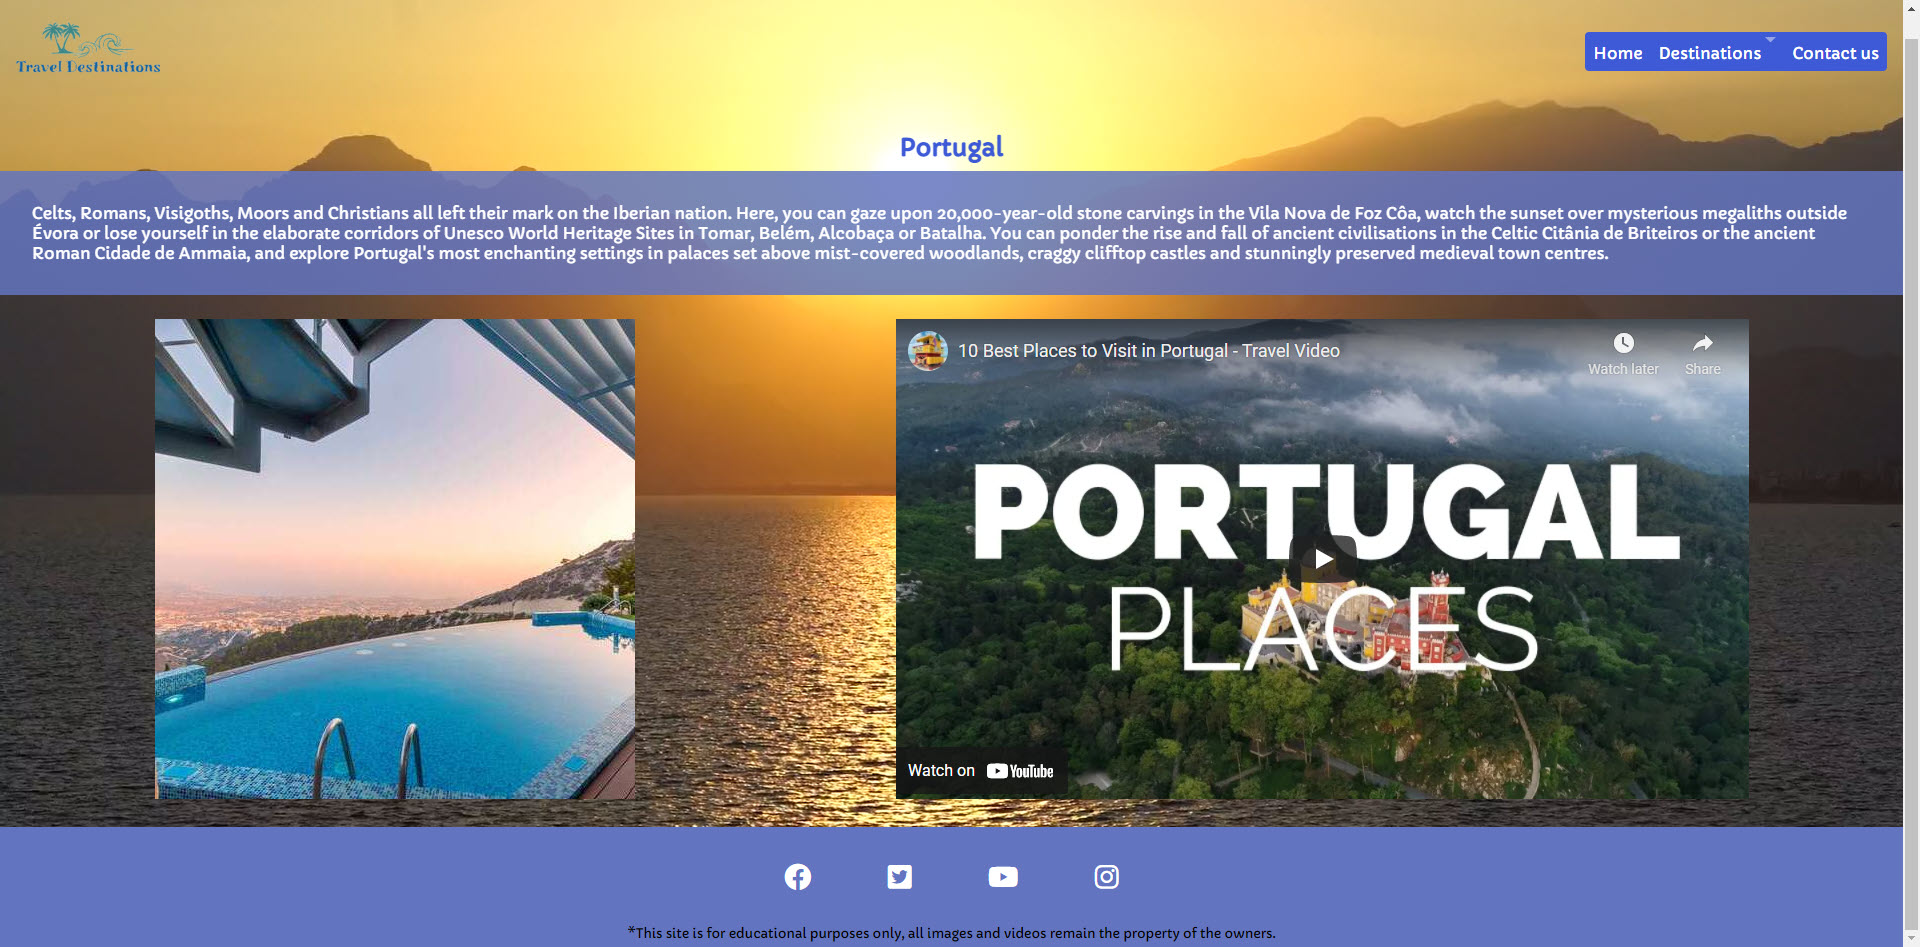 Travel Destinations
Home Destinations Contact us
Portugal
Celts, Romans, Visigoths, Moors and Christians all left their mark on the Iberian nation. Here, you can gaze upon 20,000-year-old stone carvings in the Vila Nova de Foz Côa, watch the sunset over mysterious megaliths outside
Évora or lose yourself in the elaborate corridors of Unesco World Heritage Sites in Tomar, Belém, Alcobaça or Batalha. You can ponder the rise and fall of ancient civilisations in the Celtic Citânia de Briteiros or the ancient
Roman Cidade de Ammaia, and explore Portugal's most enchanting settings in palaces set above mist-covered woodlands, craggy clifftop castles and stunningly preserved medieval town centres.
10 Best Places to Visit in Portugal - Travel Video
Watch later Share
PORTUGAL
PLACES
Watch on YouTube
*This site is for educational purposes only, all images and videos remain the property of the owners.